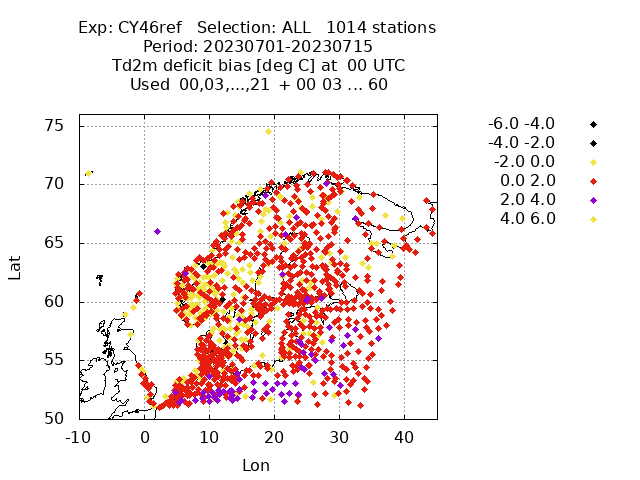 Exp: CY46ref   Selection: ALL   1014 stations
Period: 20230701-20230715
Td2m deficit bias [deg C] at  00 UTC
Used  00,03,...,21  + 00 03 ... 60
-6.0 -4.0
-4.0 -2.0
-2.0 0.0
0.0 2.0
2.0 4.0
4.0 6.0
75
70
65
60
55
50
Lat
-10 0 10 20 30 40
Lon